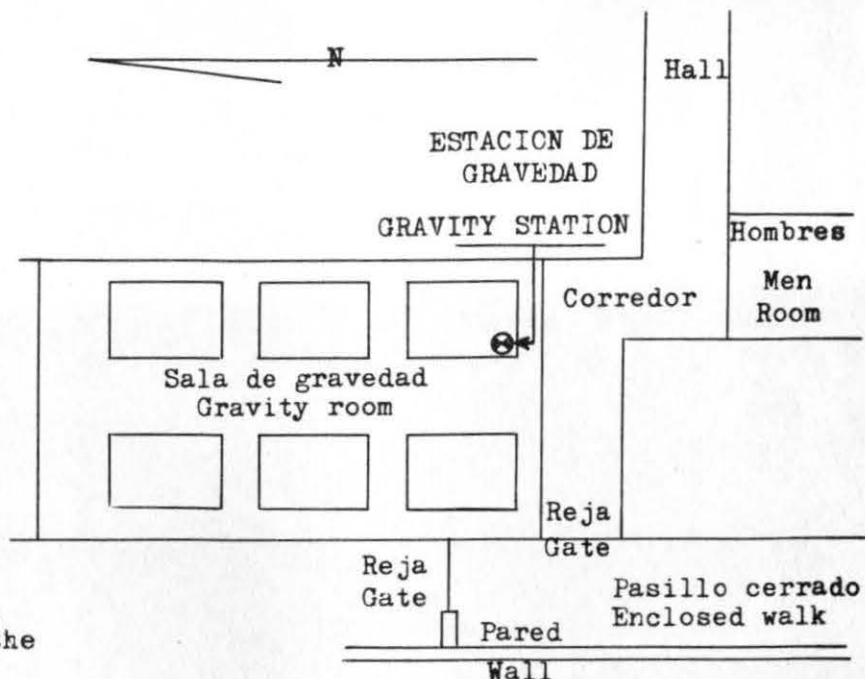 N
Hall
ESTACION DE
GRAVEDAD
GRAVITY STATION
Hombres
Men
Room
Corredor
Sala de gravedad
Gravity room
Reja
Gate
Reja
Gate
Pasillo cerrado
Enclosed walk
Pared
Wall
the